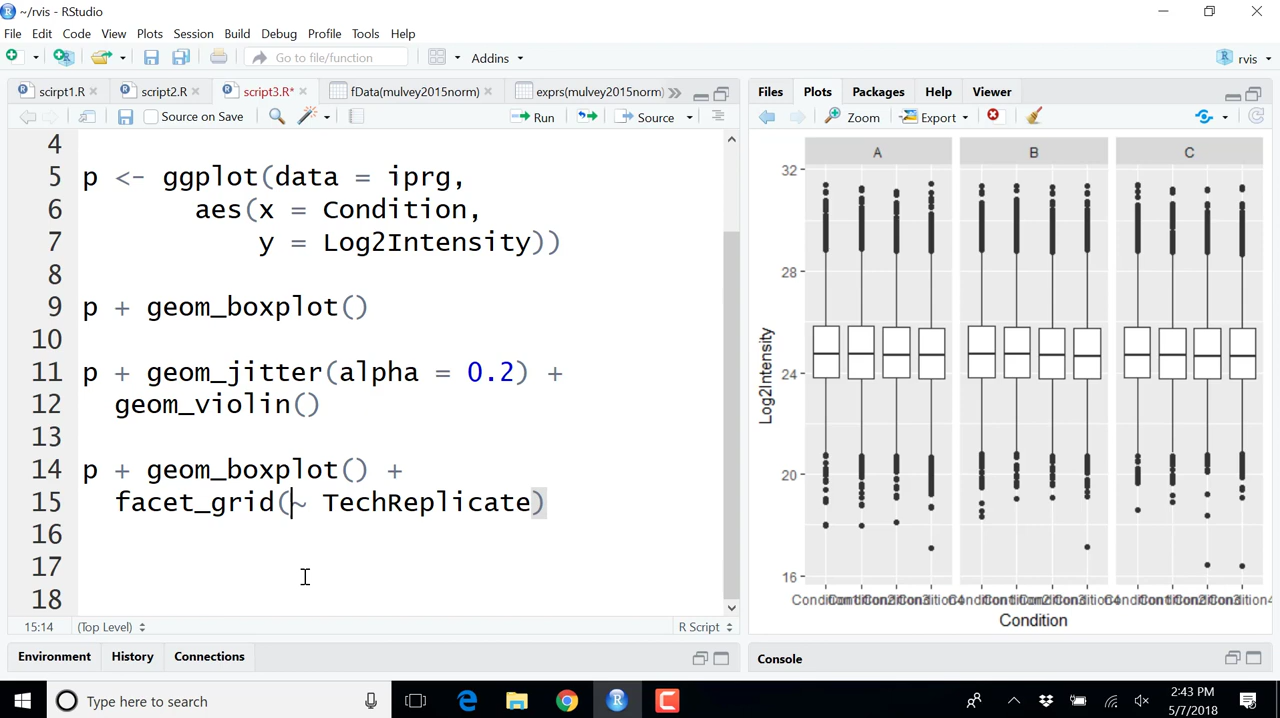 ~/rvis - RStudio
File Edit Code View Plots Session Build Debug Profile Tools Help
Go to file/function Addins rvis
scirpt1.R script2.R script3.R* fData(mulvey2015norm) exprs(mulvey2015norm)
Source on Save Run Source
4
5 p <- ggplot(data = iprg,
6 aes(x = Condition,
7 y = Log2Intensity))
8
9 p + geom_boxplot()
10
11 p + geom_jitter(alpha = 0.2) +
12 geom_violin()
13
14 p + geom_boxplot() +
15 facet_grid(~ TechReplicate)
16
17
18
15:14 (Top Level) R Script
Environment History Connections
Files Plots Packages Help Viewer
Zoom Export
A B C
32
28
24
20
16
Log2Intensity
Condition
Console
Type here to search
2:43 PM
5/7/2018